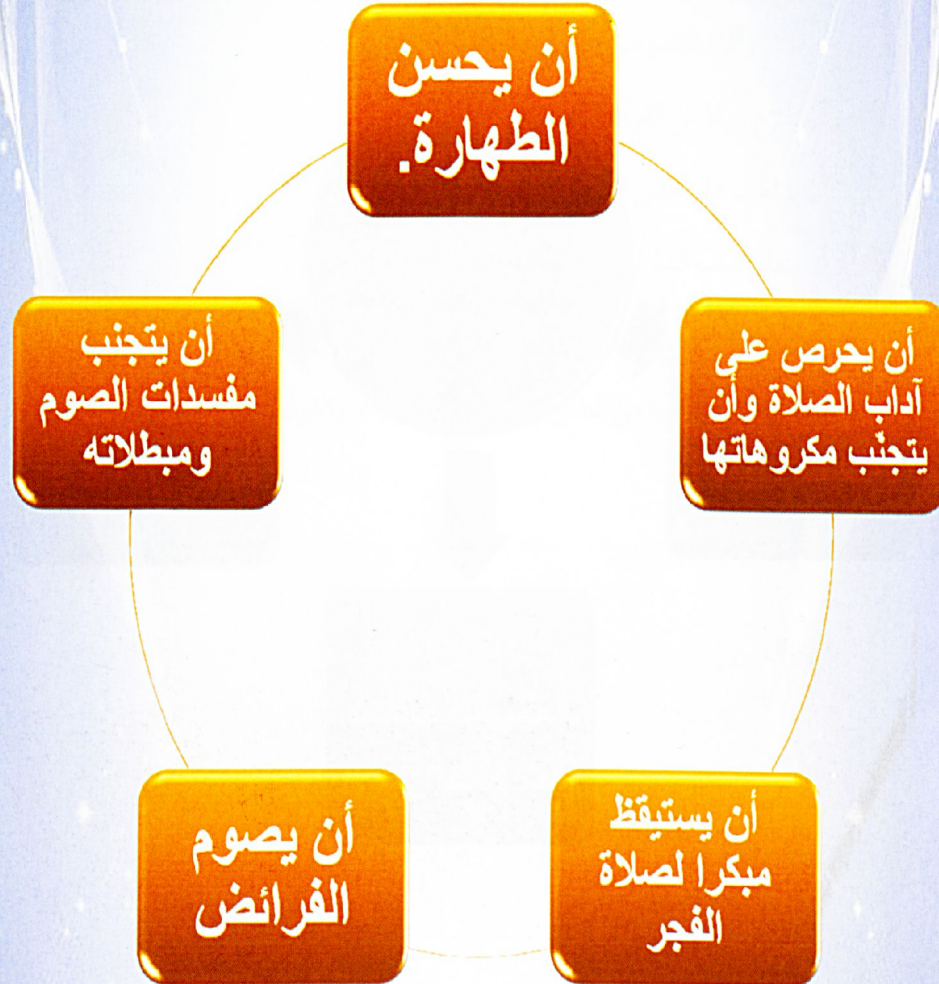 أن يحسن
الطهارة.
أن يحرص على
آداب الصلاة وأن
يتجنّب مكروهاتها
أن يستيقظ
مبكرا لصلاة
الفجر
أن يصوم
الفرائض
أن يتجنب
مفسدات الصوم
ومبطلاته